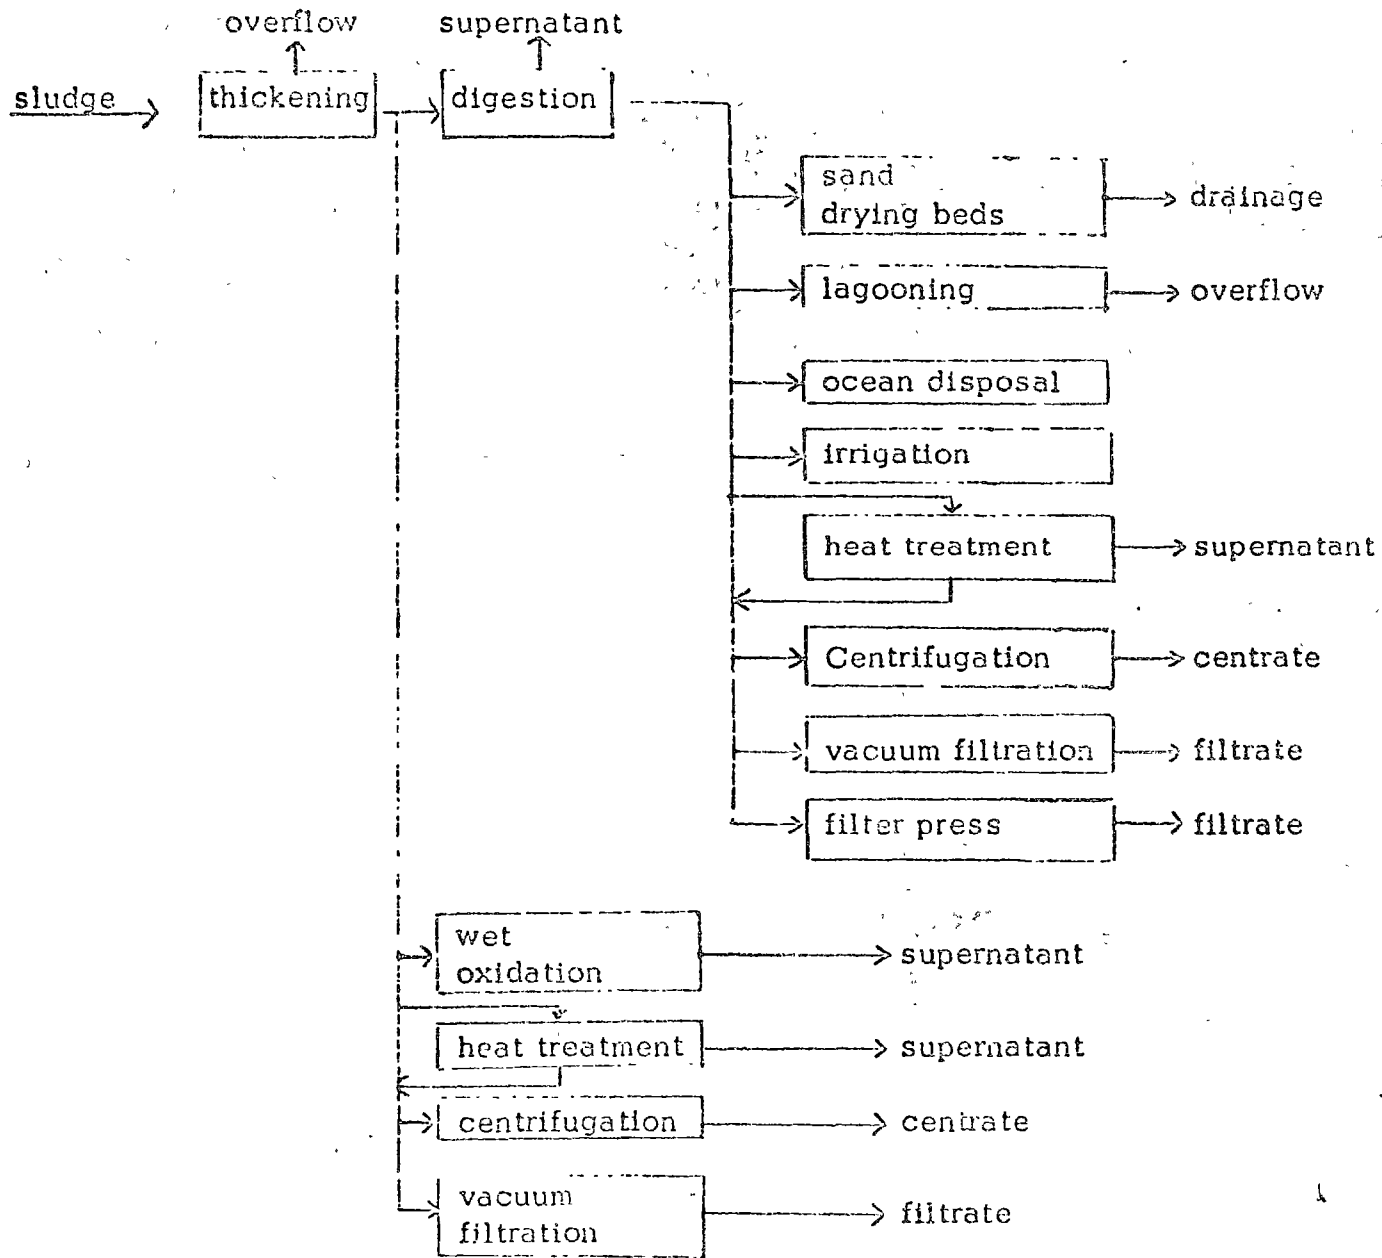 overflow
supernatant
sludge
thickening
digestion
sand
drying beds
drainage
lagooning
overflow
ocean disposal
irrigation
heat treatment
supernatant
Centrifugation
centrate
vacuum filtration
filtrate
filter press
filtrate
wet
oxidation
supernatant
heat treatment
supernatant
centrifugation
centrate
vacuum
filtration
filtrate